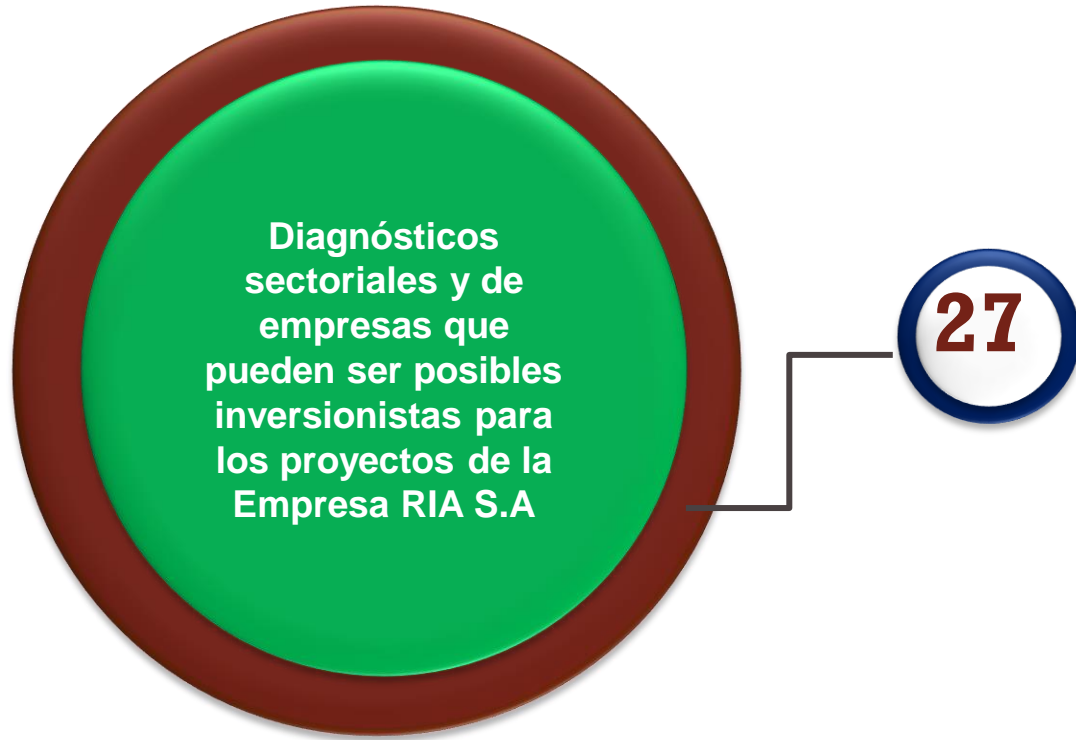 Diagnósticos
sectoriales y de
empresas que
pueden ser posibles
inversionistas para
los proyectos de la
Empresa RIA S.A
27